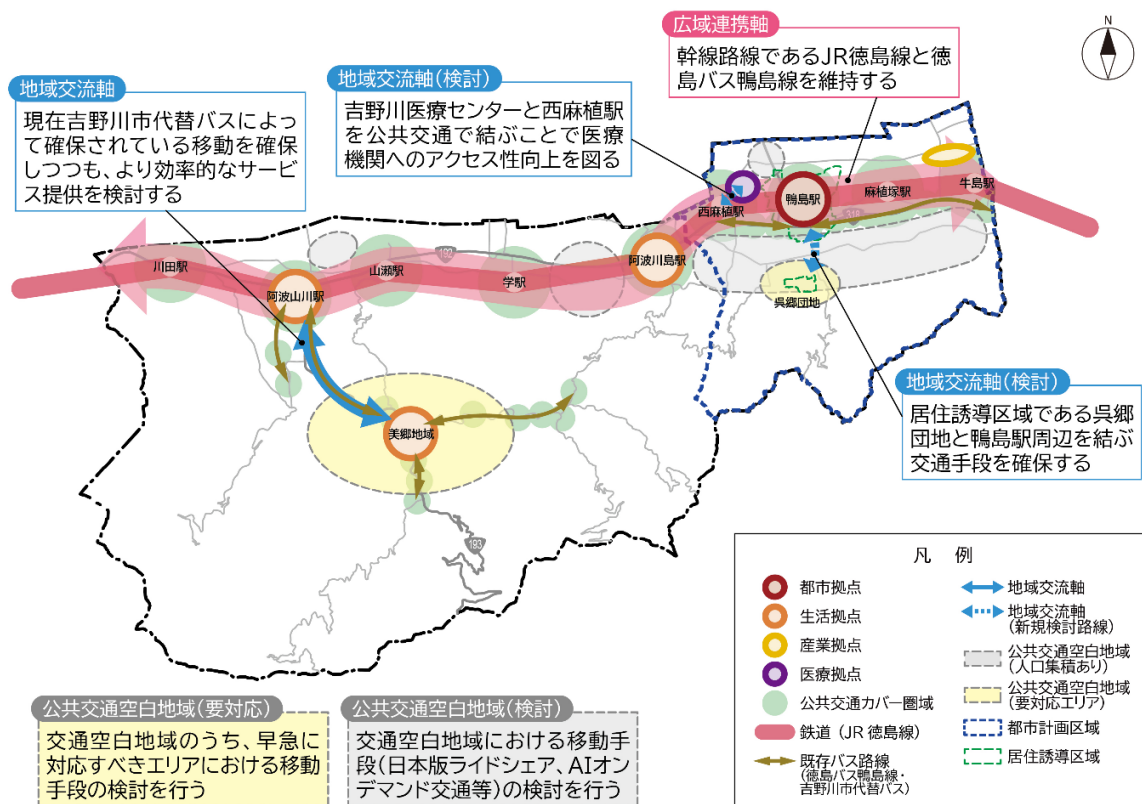 広域連携軸
幹線路線であるJR徳島線と徳
島バス鴨島線を維持する
N
地域交流軸
現在吉野川市代替バスによっ
て確保されている移動を確保
しつつも、より効率的なサー
ビス提供を検討する
地域交流軸(検討)
吉野川医療センターと西麻植駅
を公共交通で結ぶことで医療
機関へのアクセス性向上を図る
牛島駅
麻植塚駅
鴨島駅
西麻植駅
318
阿波川島駅
192
川田駅
山瀬駅
学駅
阿波山川駅
呉郷団地
美郷地域
193
地域交流軸(検討)
居住誘導区域である呉郷
団地と鴨島駅周辺を結ぶ
交通手段を確保する
凡 例
都市拠点
生活拠点
産業拠点
医療拠点
公共交通カバー圏域
鉄道(JR徳島線)
既存バス路線
(徳島バス鴨島線・
吉野川市代替バス)
地域交流軸
地域交流軸
(新規検討路線)
公共交通空白地域
(人口集積あり)
公共交通空白地域
(要対応エリア)
都市計画区域
居住誘導区域
公共交通空白地域(要対応)
交通空白地域のうち、早急に
対応すべきエリアにおける移動
手段の検討を行う
公共交通空白地域(検討)
交通空白地域における移動手
段(日本版ライドシェア、AIオン
デマンド交通等)の検討を行う